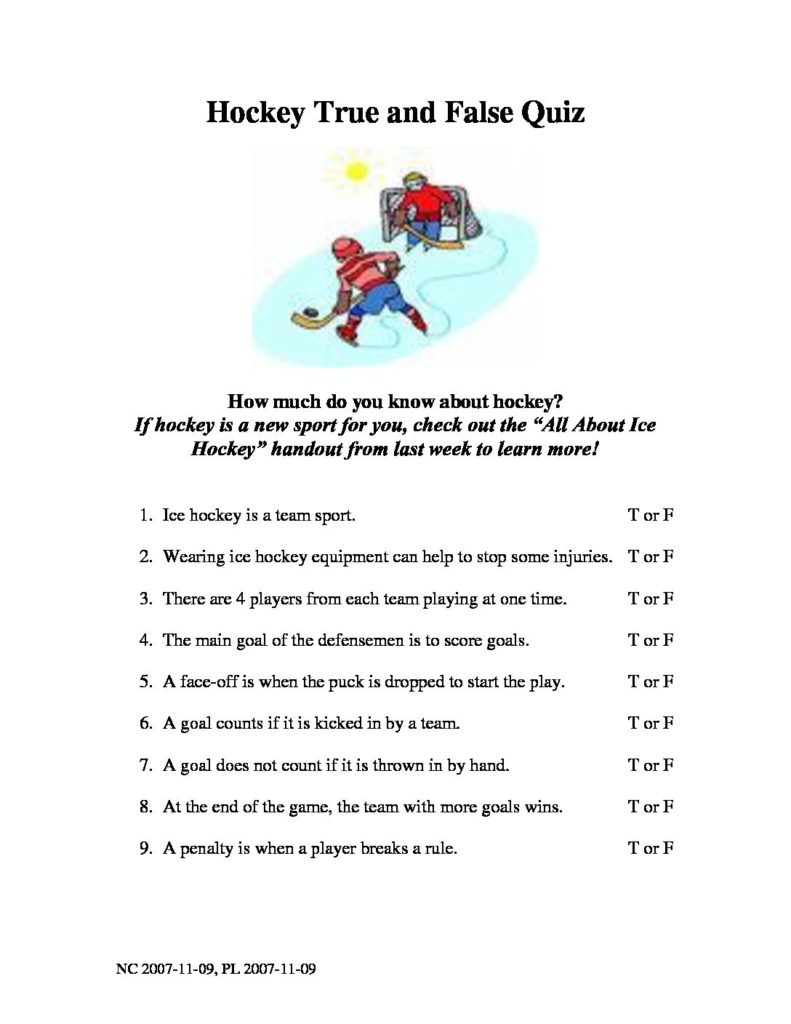 Hockey True and False Quiz
How much do you know about hockey?
If hockey is a new sport for you, check out the “All About Ice
Hockey” handout from last week to learn more!
1. Ice hockey is a team sport. T or F
2. Wearing ice hockey equipment can help to stop some injuries. T or F
3. There are 4 players from each team playing at one time. T or F
4. The main goal of the defensemen is to score goals. T or F
5. A face-off is when the puck is dropped to start the play. T or F
6. A goal counts if it is kicked in by a team. T or F
7. A goal does not count if it is thrown in by hand. T or F
8. At the end of the game, the team with more goals wins. T or F
9. A penalty is when a player breaks a rule. T or F
NC 2007-11-09, PL 2007-11-09